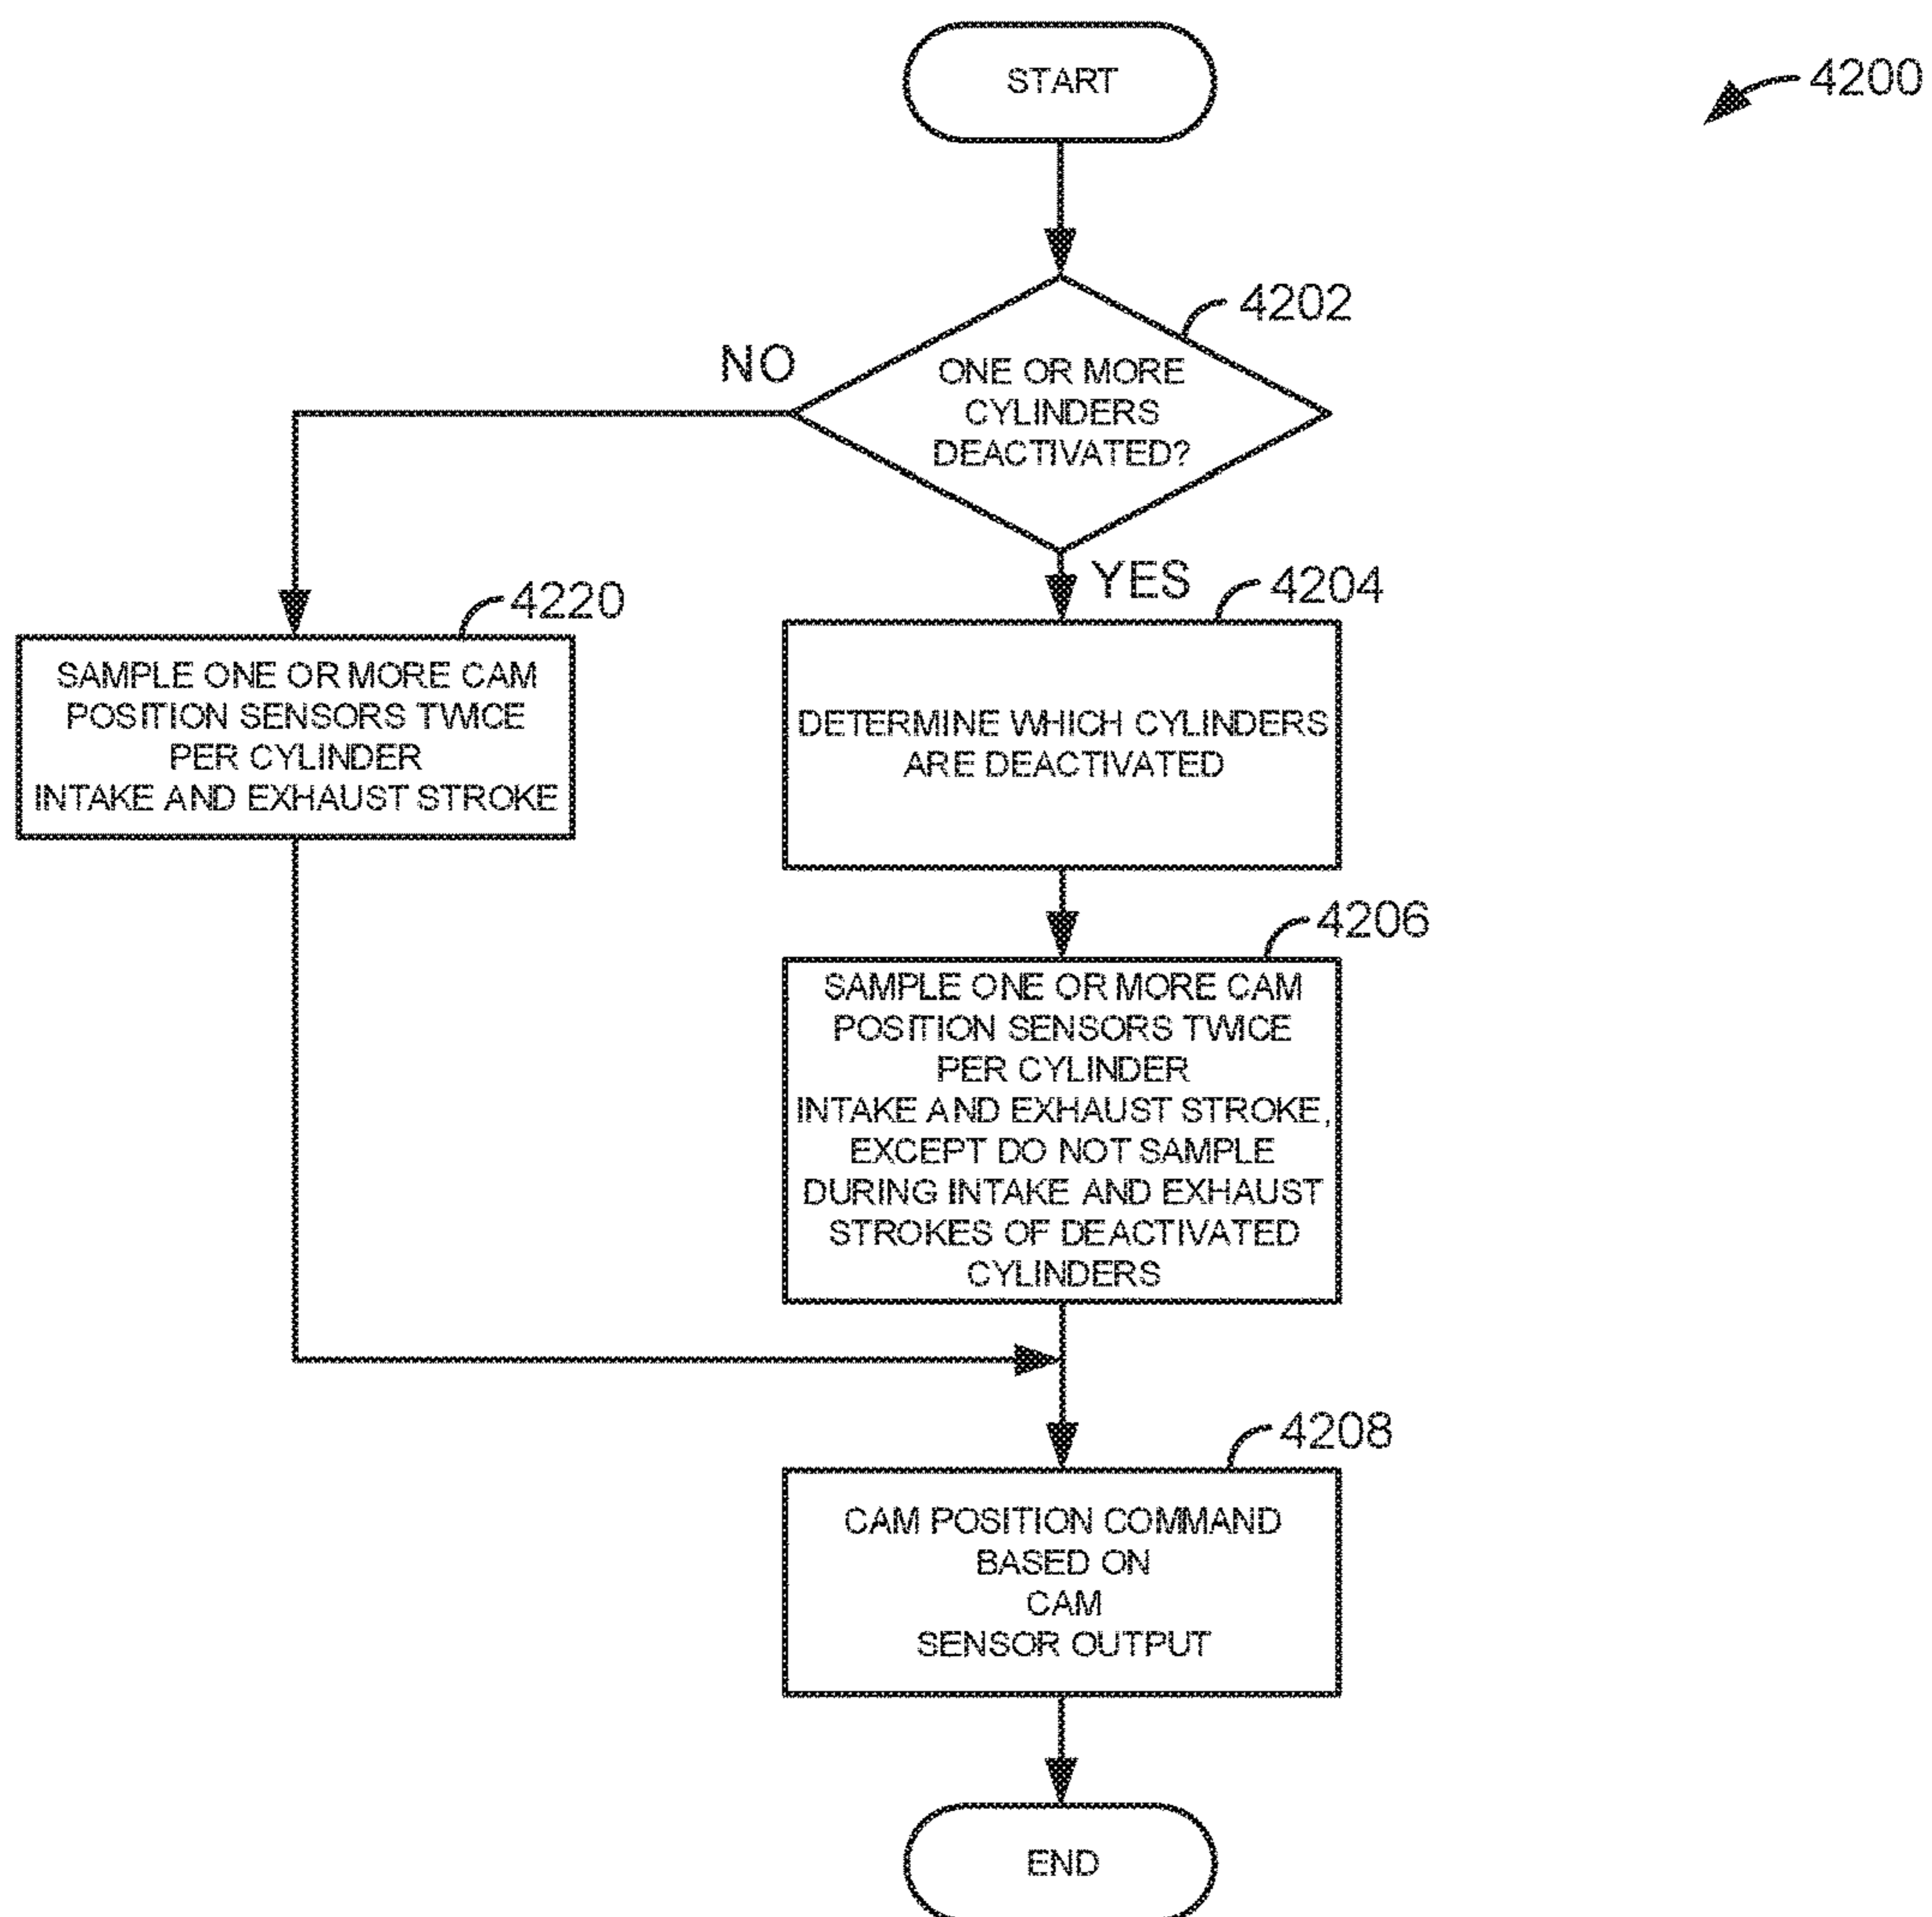 START
4200
4202
NO
ONE OR MORE
CYLINDERS
DEACTIVATED?
YES
4204
4220
SAMPLE ONE OR MORE CAM
POSITION SENSORS TWICE
PER CYLINDER
INTAKE AND EXHAUST STROKE
DETERMINE WHICH CYLINDERS
ARE DEACTIVATED
4206
SAMPLE ONE OR MORE CAM
POSITION SENSORS TWICE
PER CYLINDER
INTAKE AND EXHAUST STROKE,
EXCEPT DO NOT SAMPLE
DURING INTAKE AND EXHAUST
STROKES OF DEACTIVATED
CYLINDERS
4208
CAM POSITION COMMAND
BASED ON
CAM
SENSOR OUTPUT
END